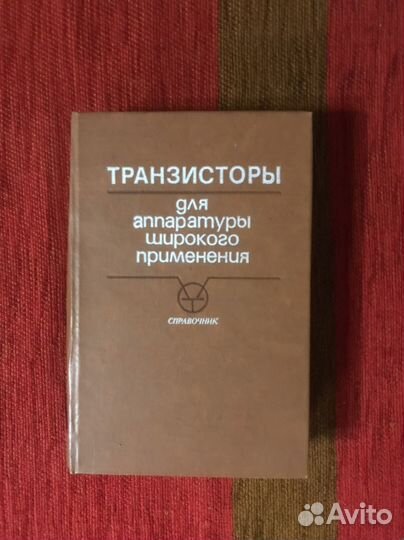 ТРАНЗИСТОРЫ
для
аппаратуры
широкого
применения
СПРАВОЧНИК
Avito